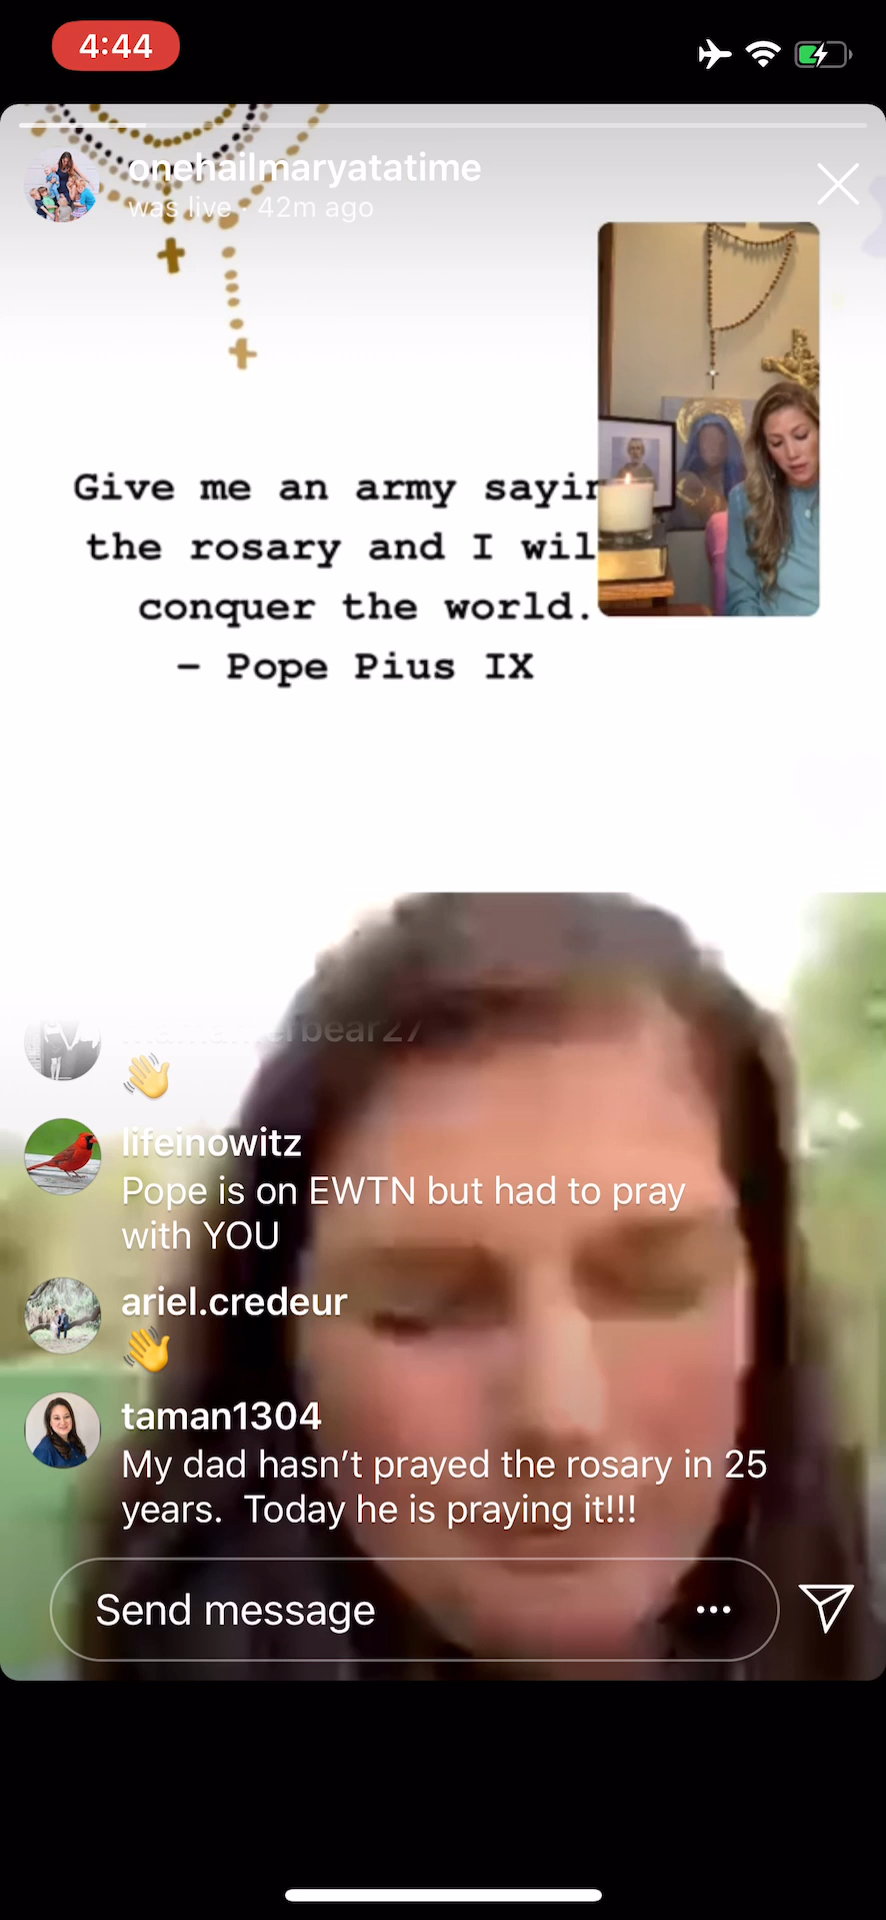 4:44
onehailmaryatatime
was live · 42m ago
Give me an army sayin
the rosary and I wil
conquer the world.
– Pope Pius IX
👋
lifeinowitz
Pope is on EWTN but had to pray
with YOU
ariel.credeur
👋
taman1304
My dad hasn’t prayed the rosary in 25
years.  Today he is praying it!!!
Send message